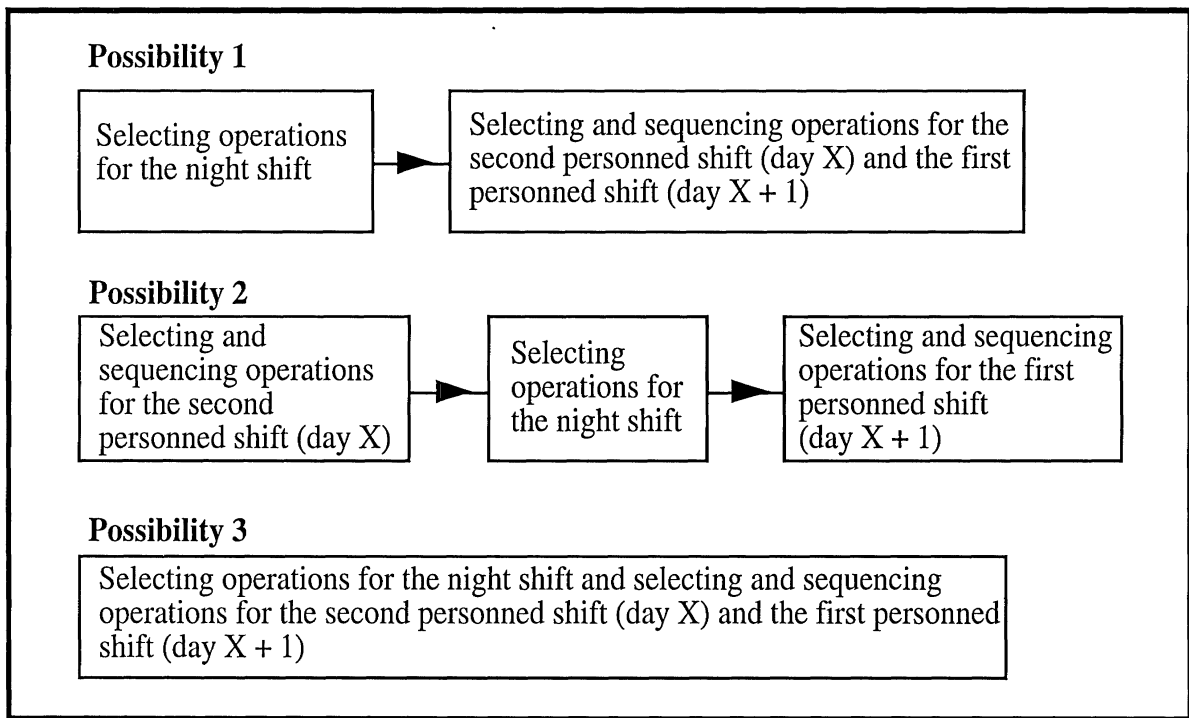 Possibility 1
Selecting operations
for the night shift
Selecting and sequencing operations for the
second personned shift (day X) and the first
personned shift (day X + 1)
Possibility 2
Selecting and
sequencing operations
for the second
personned shift (day X)
Selecting
operations for
the night shift
Selecting and sequencing
operations for the first
personned shift
(day X + 1)
Possibility 3
Selecting operations for the night shift and selecting and sequencing
operations for the second personned shift (day X) and the first personned
shift (day X + 1)